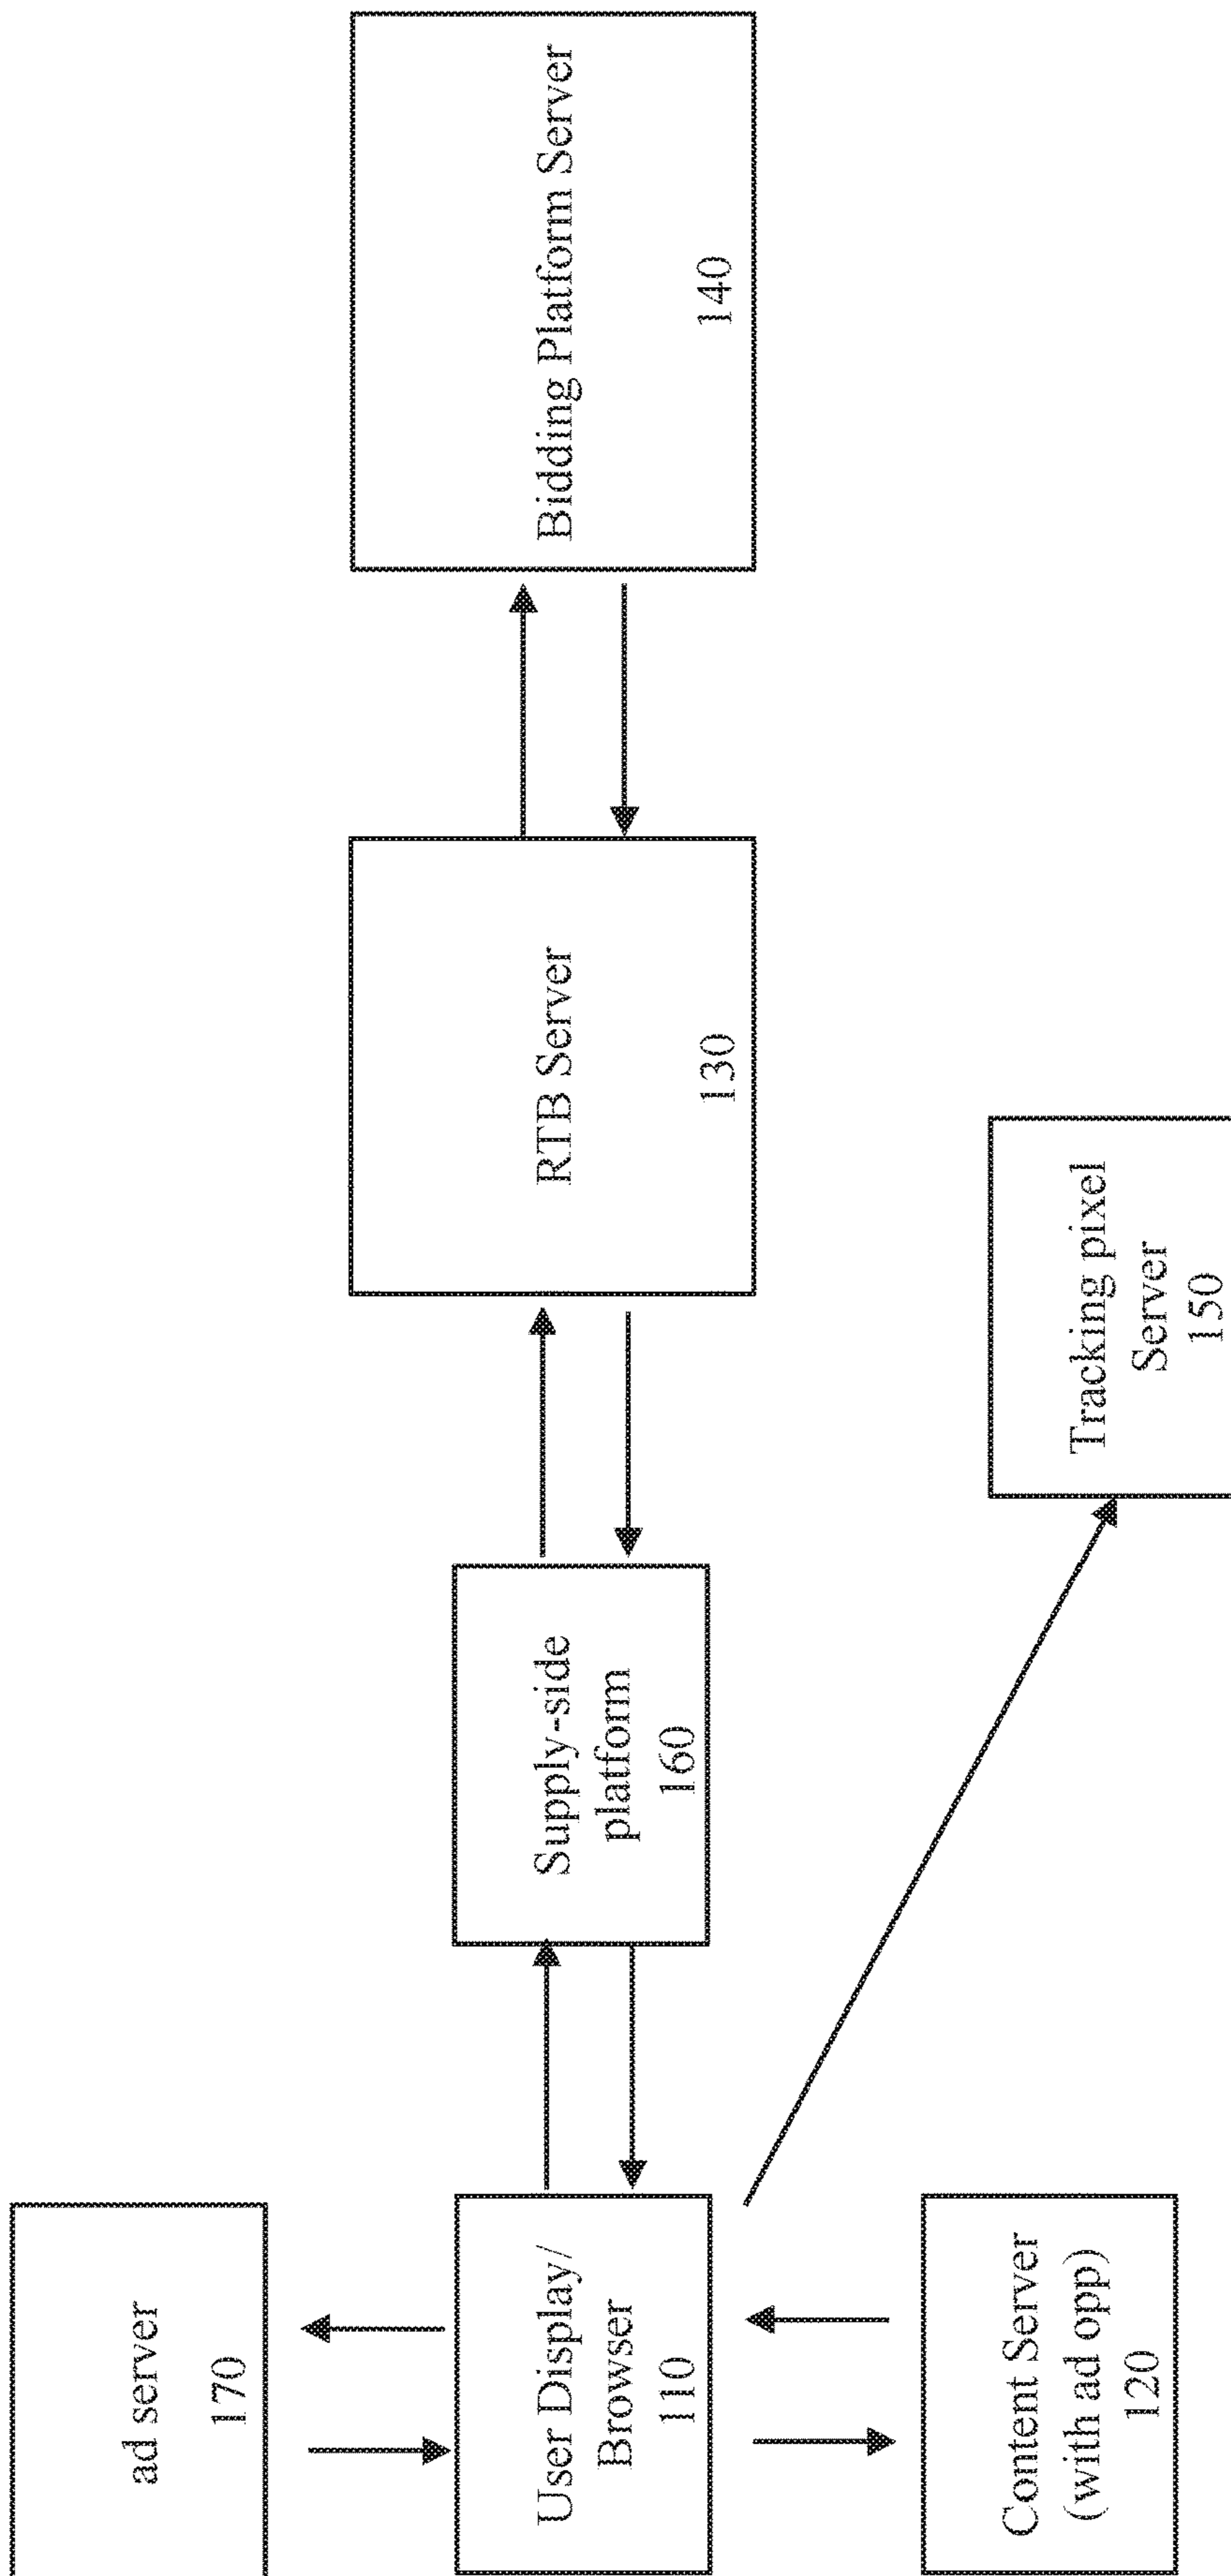 ad server
170
User Display/
Browser
110
Content Server
(with ad opp)
120
Supply-side
platform
160
RTB Server
130
Bidding Platform Server
140
Tracking pixel
Server
150